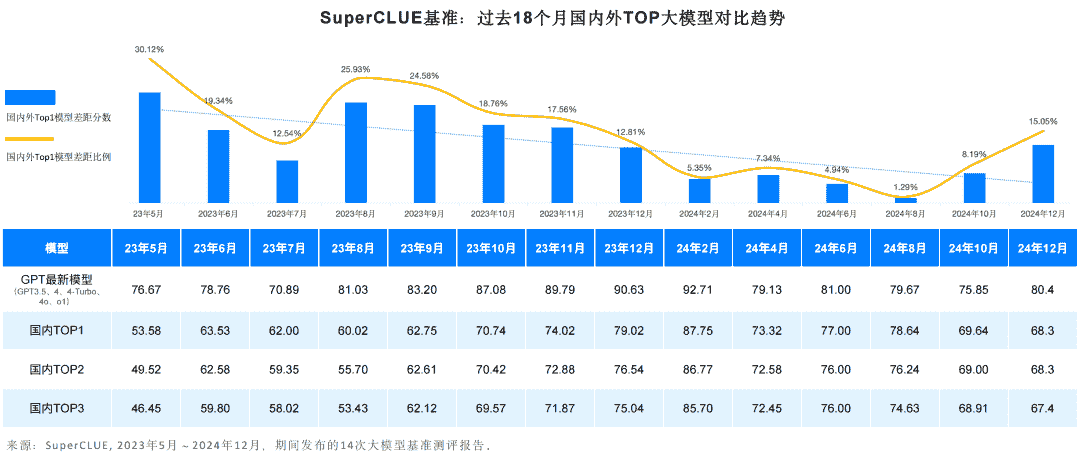 SuperCLUE基准：过去18个月国内外TOP大模型对比趋势
国内外Top1模型差距分数
国内外Top1模型差距比例
30.12% 19.34% 12.54% 25.93% 24.58% 18.76% 17.56% 12.81% 5.35% 7.34% 4.94% 1.29% 8.19% 15.05%
23年5月 2023年6月 2023年7月 2023年8月 2023年9月 2023年10月 2023年11月 2023年12月 2024年2月 2024年4月 2024年6月 2024年8月 2024年10月 2024年12月
模型 23年5月 23年6月 23年7月 23年8月 23年9月 23年10月 23年11月 23年12月 24年2月 24年4月 24年6月 24年8月 24年10月 24年12月
GPT最新模型
(GPT3.5、4、4-Turbo、
4o、o1)
76.67 78.76 70.89 81.03 83.20 87.08 89.79 90.63 92.71 79.13 81.00 79.67 75.85 80.4
国内TOP1 53.58 63.53 62.00 60.02 62.75 70.74 74.02 79.02 87.75 73.32 77.00 78.64 69.64 68.3
国内TOP2 49.52 62.58 59.35 55.70 62.61 70.42 72.88 76.54 86.77 72.58 76.00 76.24 69.00 68.3
国内TOP3 46.45 59.80 58.02 53.43 62.12 69.57 71.87 75.04 85.70 72.45 76.00 74.63 68.91 67.4
来源：SuperCLUE, 2023年5月 ~ 2024年12月，期间发布的14次大模型基准测评报告。